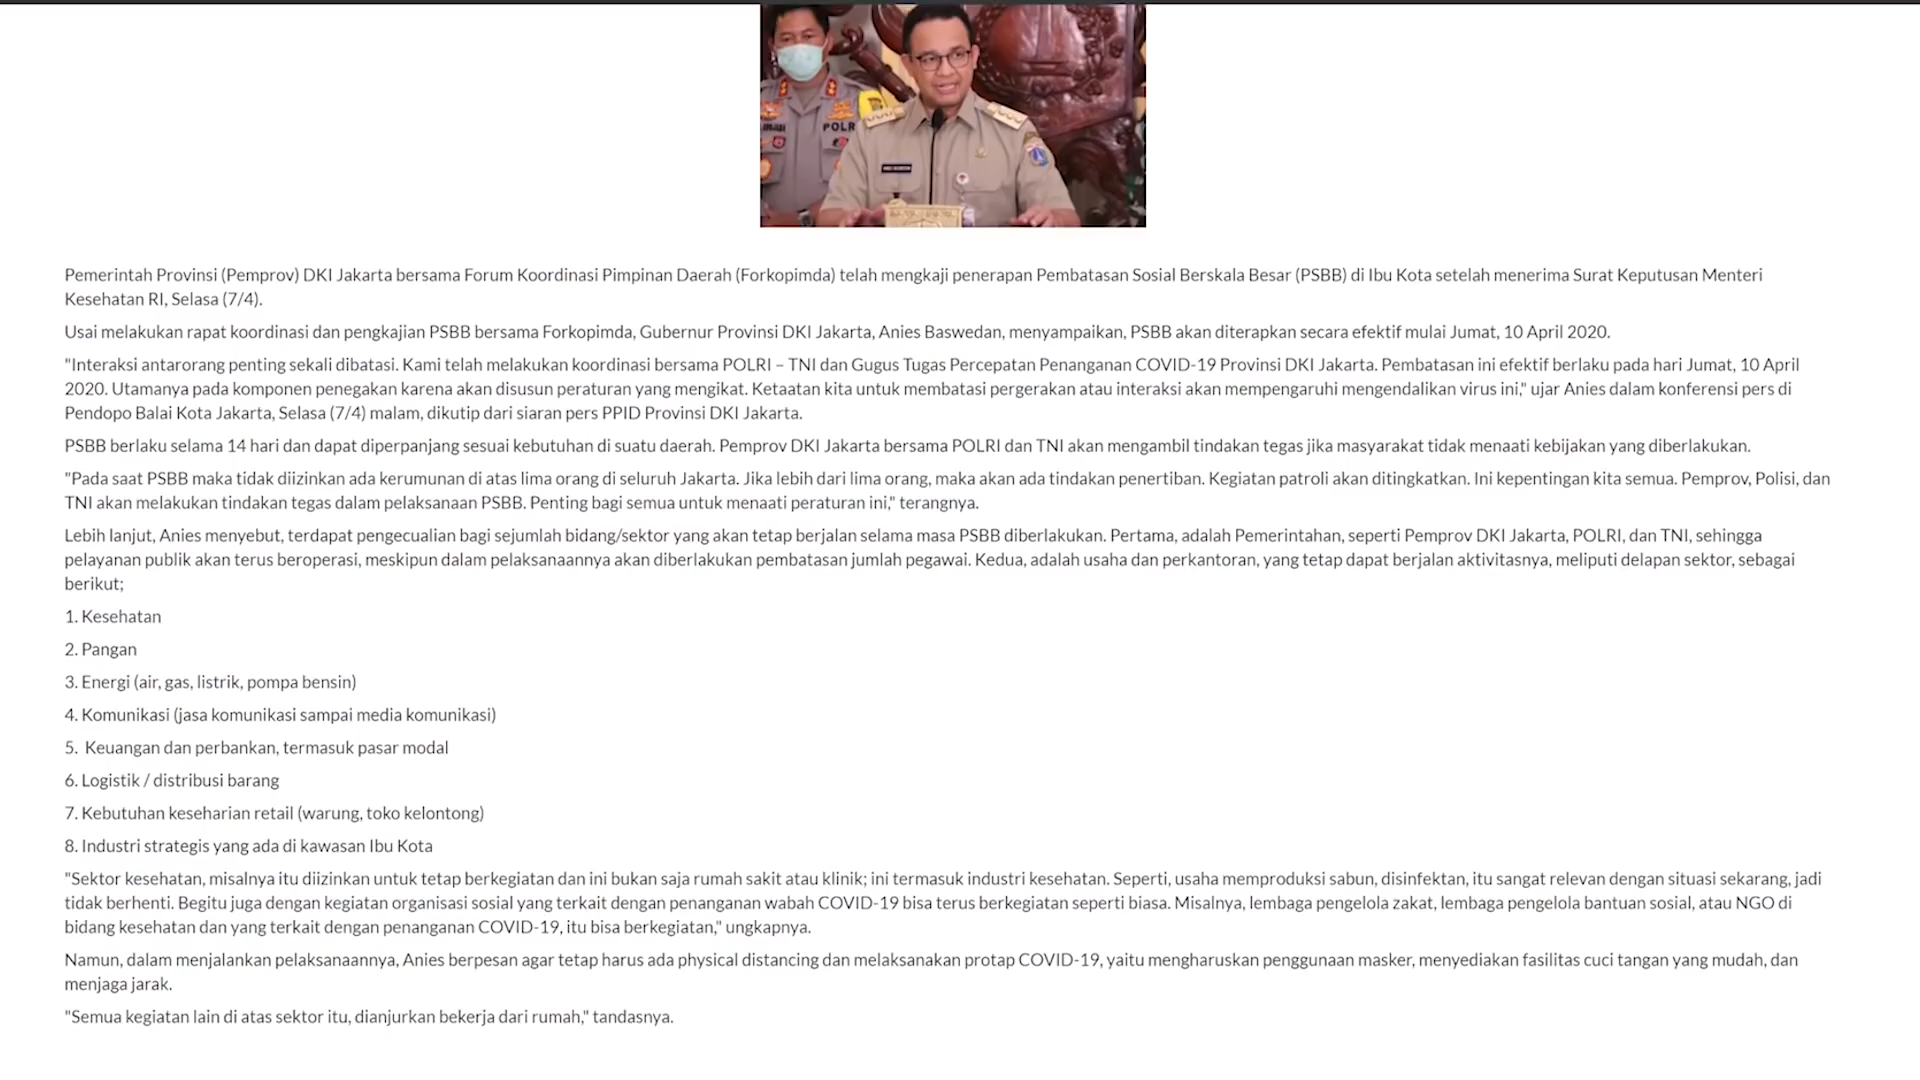 POLR
Pemerintah Provinsi (Pemprov) DKI Jakarta bersama Forum Koordinasi Pimpinan Daerah (Forkopimda) telah mengkaji penerapan Pembatasan Sosial Berskala Besar (PSBB) di Ibu Kota setelah menerima Surat Keputusan Menteri
Kesehatan RI, Selasa (7/4).
Usai melakukan rapat koordinasi dan pengkajian PSBB bersama Forkopimda, Gubernur Provinsi DKI Jakarta, Anies Baswedan, menyampaikan, PSBB akan diterapkan secara efektif mulai Jumat, 10 April 2020.
"Interaksi antarorang penting sekali dibatasi. Kami telah melakukan koordinasi bersama POLRI – TNI dan Gugus Tugas Percepatan Penanganan COVID-19 Provinsi DKI Jakarta. Pembatasan ini efektif berlaku pada hari Jumat, 10 April
2020. Utamanya pada komponen penegakan karena akan disusun peraturan yang mengikat. Ketaatan kita untuk membatasi pergerakan atau interaksi akan mempengaruhi mengendalikan virus ini," ujar Anies dalam konferensi pers di
Pendopo Balai Kota Jakarta, Selasa (7/4) malam, dikutip dari siaran pers PPID Provinsi DKI Jakarta.
PSBB berlaku selama 14 hari dan dapat diperpanjang sesuai kebutuhan di suatu daerah. Pemprov DKI Jakarta bersama POLRI dan TNI akan mengambil tindakan tegas jika masyarakat tidak menaati kebijakan yang diberlakukan.
"Pada saat PSBB maka tidak diizinkan ada kerumunan di atas lima orang di seluruh Jakarta. Jika lebih dari lima orang, maka akan ada tindakan penertiban. Kegiatan patroli akan ditingkatkan. Ini kepentingan kita semua. Pemprov, Polisi, dan
TNI akan melakukan tindakan tegas dalam pelaksanaan PSBB. Penting bagi semua untuk menaati peraturan ini," terangnya.
Lebih lanjut, Anies menyebut, terdapat pengecualian bagi sejumlah bidang/sektor yang akan tetap berjalan selama masa PSBB diberlakukan. Pertama, adalah Pemerintahan, seperti Pemprov DKI Jakarta, POLRI, dan TNI, sehingga
pelayanan publik akan terus beroperasi, meskipun dalam pelaksanaannya akan diberlakukan pembatasan jumlah pegawai. Kedua, adalah usaha dan perkantoran, yang tetap dapat berjalan aktivitasnya, meliputi delapan sektor, sebagai
berikut;
1. Kesehatan
2. Pangan
3. Energi (air, gas, listrik, pompa bensin)
4. Komunikasi (jasa komunikasi sampai media komunikasi)
5. Keuangan dan perbankan, termasuk pasar modal
6. Logistik / distribusi barang
7. Kebutuhan keseharian retail (warung, toko kelontong)
8. Industri strategis yang ada di kawasan Ibu Kota
"Sektor kesehatan, misalnya itu diizinkan untuk tetap berkegiatan dan ini bukan saja rumah sakit atau klinik; ini termasuk industri kesehatan. Seperti, usaha memproduksi sabun, disinfektan, itu sangat relevan dengan situasi sekarang, jadi
tidak berhenti. Begitu juga dengan kegiatan organisasi sosial yang terkait dengan penanganan wabah COVID-19 bisa terus berkegiatan seperti biasa. Misalnya, lembaga pengelola zakat, lembaga pengelola bantuan sosial, atau NGO di
bidang kesehatan dan yang terkait dengan penanganan COVID-19, itu bisa berkegiatan," ungkapnya.
Namun, dalam menjalankan pelaksanaannya, Anies berpesan agar tetap harus ada physical distancing dan melaksanakan protap COVID-19, yaitu mengharuskan penggunaan masker, menyediakan fasilitas cuci tangan yang mudah, dan
menjaga jarak.
"Semua kegiatan lain di atas sektor itu, dianjurkan bekerja dari rumah," tandasnya.